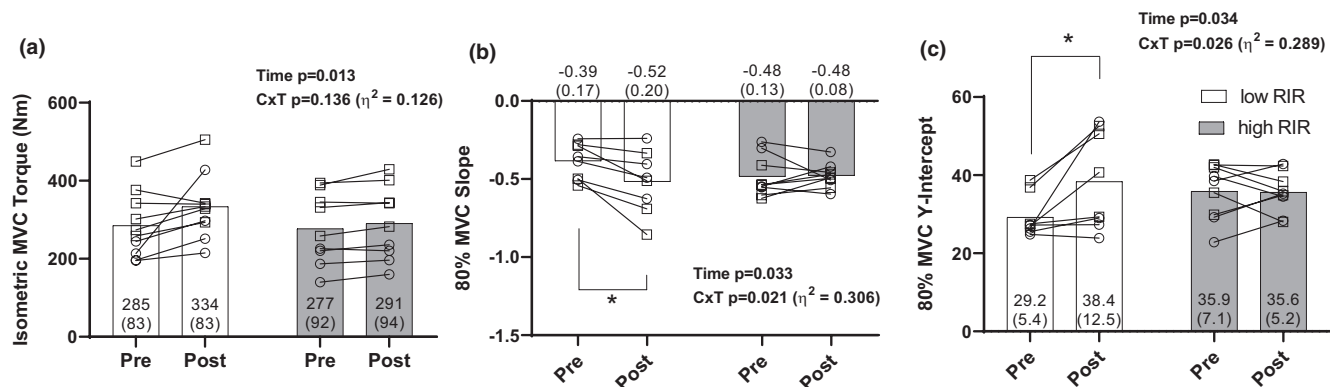 (a)
Time p=0.013
CxT p=0.136 (η² = 0.126)
Isometric MVC Torque (Nm)
600
400
200
0
285
(83)
334
(83)
277
(92)
291
(94)
Pre
Post
Pre
Post
(b)
-0.39
(0.17)
-0.52
(0.20)
-0.48
(0.13)
-0.48
(0.08)
80% MVC Slope
0.0
-0.5
-1.0
-1.5
*
Time p=0.033
CxT p=0.021 (η² = 0.306)
Pre
Post
Pre
Post
(c)
Time p=0.034
CxT p=0.026 (η² = 0.289)
*
low RIR
high RIR
80% MVC Y-Intercept
60
40
20
0
29.2
(5.4)
38.4
(12.5)
35.9
(7.1)
35.6
(5.2)
Pre
Post
Pre
Post